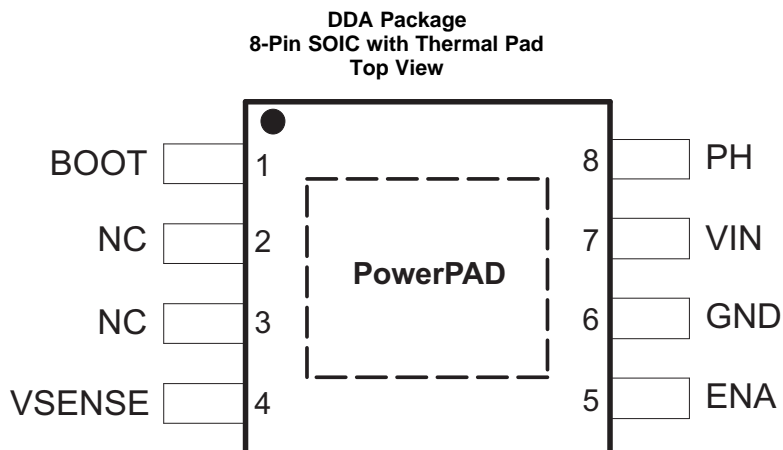 DDA Package
8-Pin SOIC with Thermal Pad
Top View
BOOT 1 8 PH
NC 2 7 VIN
PowerPAD
NC 3 6 GND
VSENSE 4 5 ENA